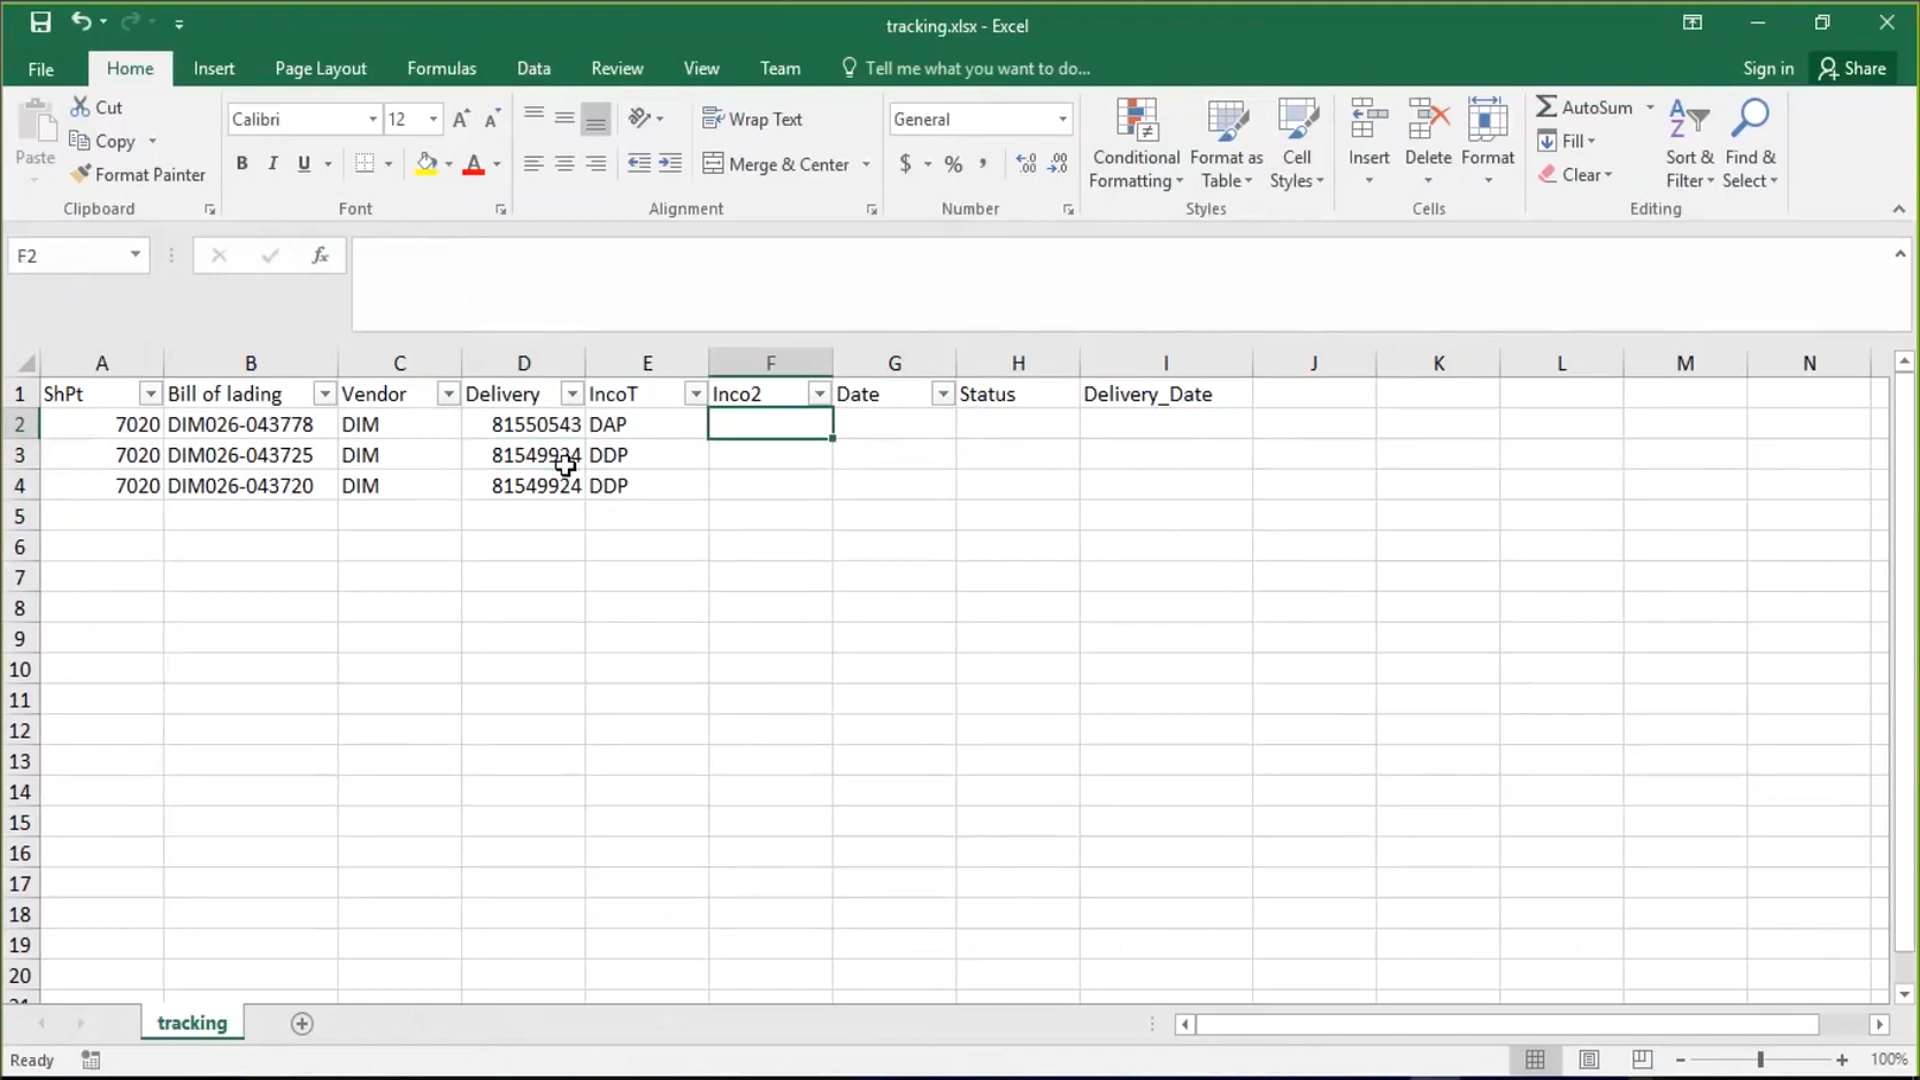 tracking.xlsx - Excel
File Home Insert Page Layout Formulas Data Review View Team Tell me what you want to do... Sign in Share
Paste Cut Copy Format Painter Clipboard
Calibri 12 B I U Font
Wrap Text Merge & Center Alignment
General $ % , Number
Conditional Formatting Format as Table Cell Styles Styles
Insert Delete Format Cells
AutoSum Fill Clear Sort & Filter Find & Select Editing
F2 fx
A B C D E F G H I J K L M N
1 ShPt Bill of lading Vendor Delivery IncoT Inco2 Date Status Delivery_Date
2 7020 DIM026-043778 DIM 81550543 DAP
3 7020 DIM026-043725 DIM 81549924 DDP
4 7020 DIM026-043720 DIM 81549924 DDP
5
6
7
8
9
10
11
12
13
14
15
16
17
18
19
20
tracking
Ready 100%